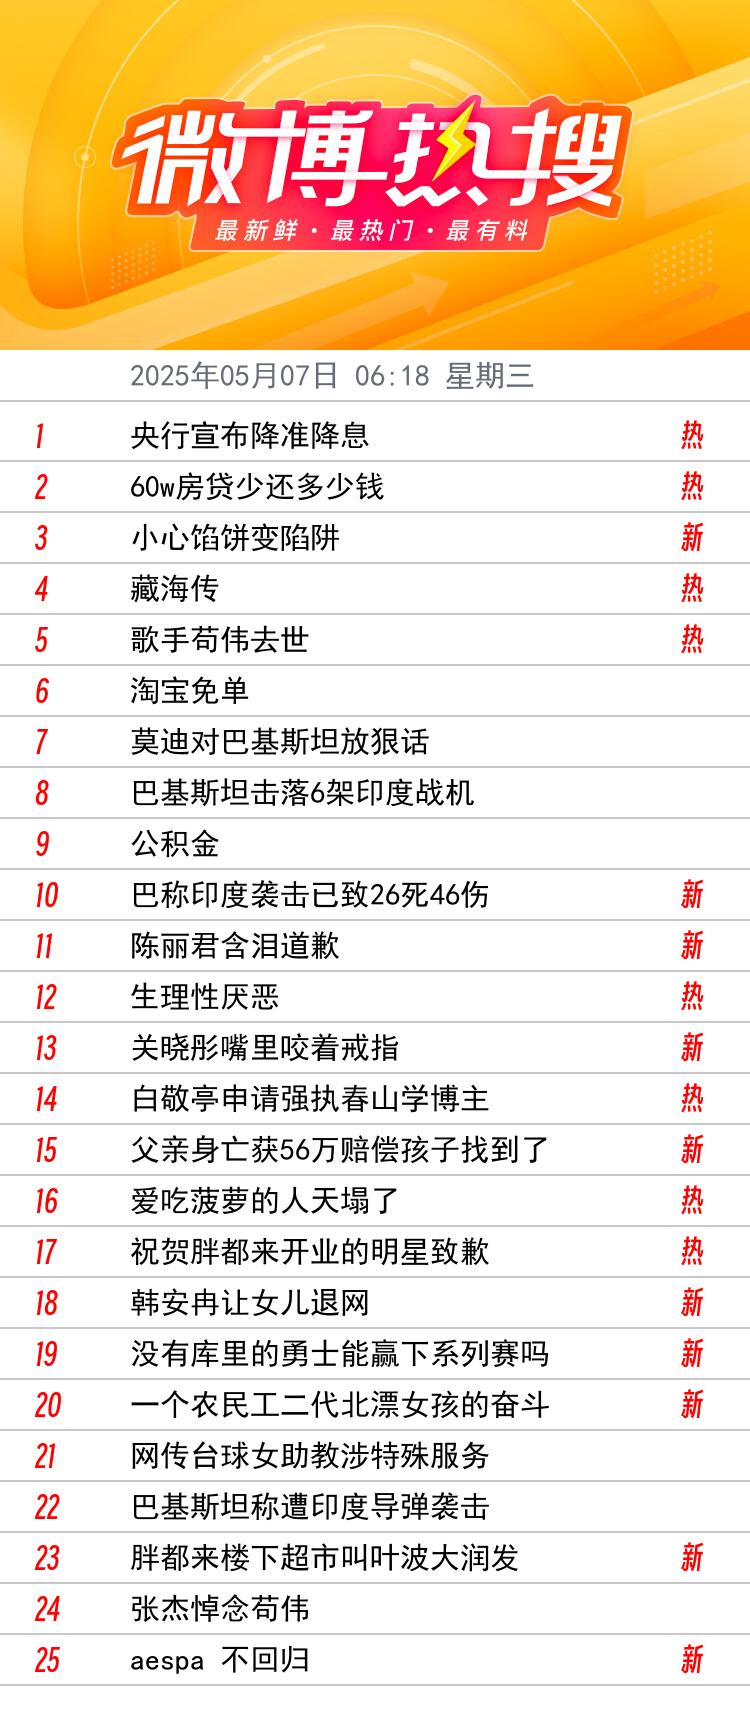 微博热搜
最新鲜·最热门·最有料
2025年05月07日 06:18 星期三
1 央行宣布降准降息 热
2 60w房贷少还多少钱 热
3 小心馅饼变陷阱 新
4 藏海传 热
5 歌手苟伟去世 热
6 淘宝免单
7 莫迪对巴基斯坦放狠话
8 巴基斯坦击落6架印度战机
9 公积金
10 巴称印度袭击已致26死46伤 新
11 陈丽君含泪道歉 新
12 生理性厌恶 热
13 关晓彤嘴里咬着戒指 新
14 白敬亭申请强执春山学博主 热
15 父亲身亡获56万赔偿孩子找到了 新
16 爱吃菠萝的人天塌了 热
17 祝贺胖都来开业的明星致歉 热
18 韩安冉让女儿退网 新
19 没有库里的勇士能赢下系列赛吗 新
20 一个农民工二代北漂女孩的奋斗 新
21 网传台球女助教涉特殊服务
22 巴基斯坦称遭印度导弹袭击
23 胖都来楼下超市叫叶波大润发 新
24 张杰悼念苟伟
25 aespa 不回归 新